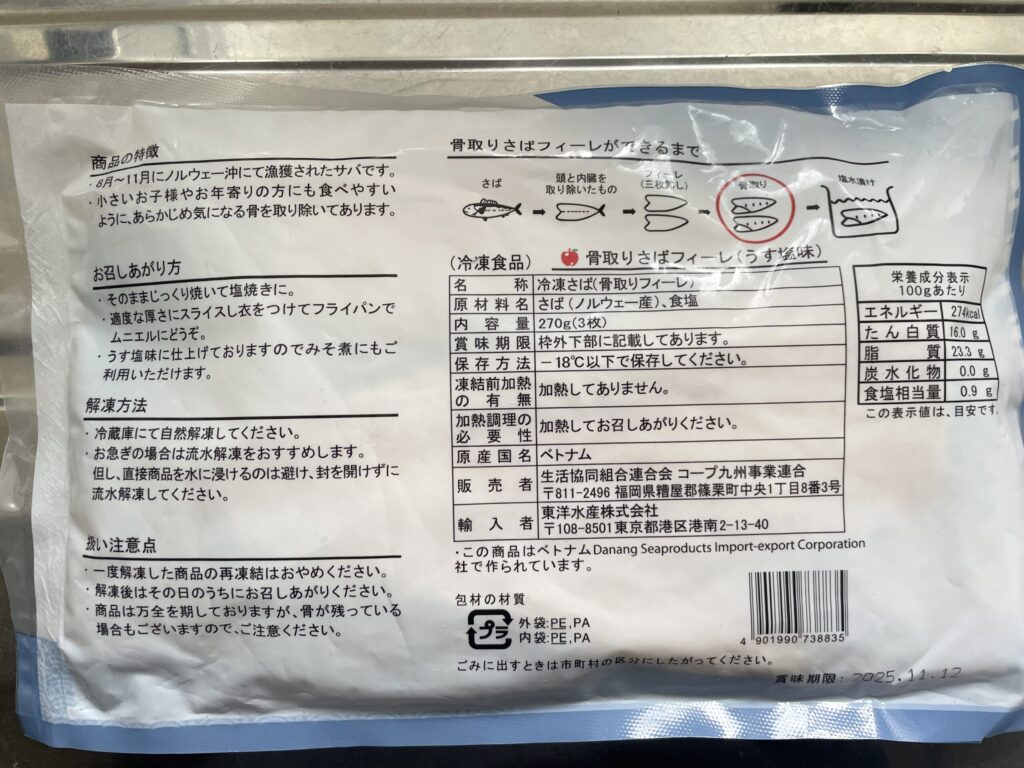 商品の特徴
・8月～11月にノルウェー沖にて漁獲されたサバです。
・小さいお子様やお年寄りの方にも食べやすい
ように、あらかじめ気になる骨を取り除いてあります。
お召しあがり方
・そのままじっくり焼いて塩焼きに。
・適度な厚さにスライスし衣をつけてフライパンで
ムニエルにどうぞ。
・うす塩味に仕上げておりますのでみそ煮にもご
利用いただけます。
解凍方法
・冷蔵庫にて自然解凍してください。
・お急ぎの場合は流水解凍をおすすめします。
但し、直接商品を水に浸けるのは避け、封を開けずに
流水解凍してください。
扱い注意点
・一度解凍した商品の再凍結はおやめください。
・解凍後はその日のうちにお召しあがりください。
・商品は万全を期しておりますが、骨が残っている
場合もございますので、ご注意ください。
骨取りさばフィーレができるまで
さば
頭と内臓を
取り除いたもの
フィーレ
(三枚卸し)
骨取り
塩水漬け
(冷凍食品) 骨取りさばフィーレ(うす塩味)
名称 冷凍さば(骨取りフィーレ)
原材料名 さば(ノルウェー産)、食塩
内容量 270g(3枚)
賞味期限 枠外下部に記載してあります。
保存方法 −18℃以下で保存してください。
凍結前加熱の有無 加熱してありません。
加熱調理の必要性 加熱してお召しあがりください。
原産国名 ベトナム
販売者 生活協同組合連合会 コープ九州事業連合
〒811-2496 福岡県糟屋郡篠栗町中央1丁目8番3号
輸入者 東洋水産株式会社
〒108-8501 東京都港区港南2-13-40
・この商品はベトナムDanang Seaproducts Import-export Corporation
社で作られています。
栄養成分表示
100gあたり
エネルギー 274kcal
たん白質 16.0 g
脂質 23.3 g
炭水化物 0.0 g
食塩相当量 0.9 g
この表示値は、目安です。
包材の材質
プラ
外袋:PE,PA
内袋:PE,PA
ごみに出すときは市町村の区分にしたがってください。
4 901990 738835
賞味期限: 2025.11.12